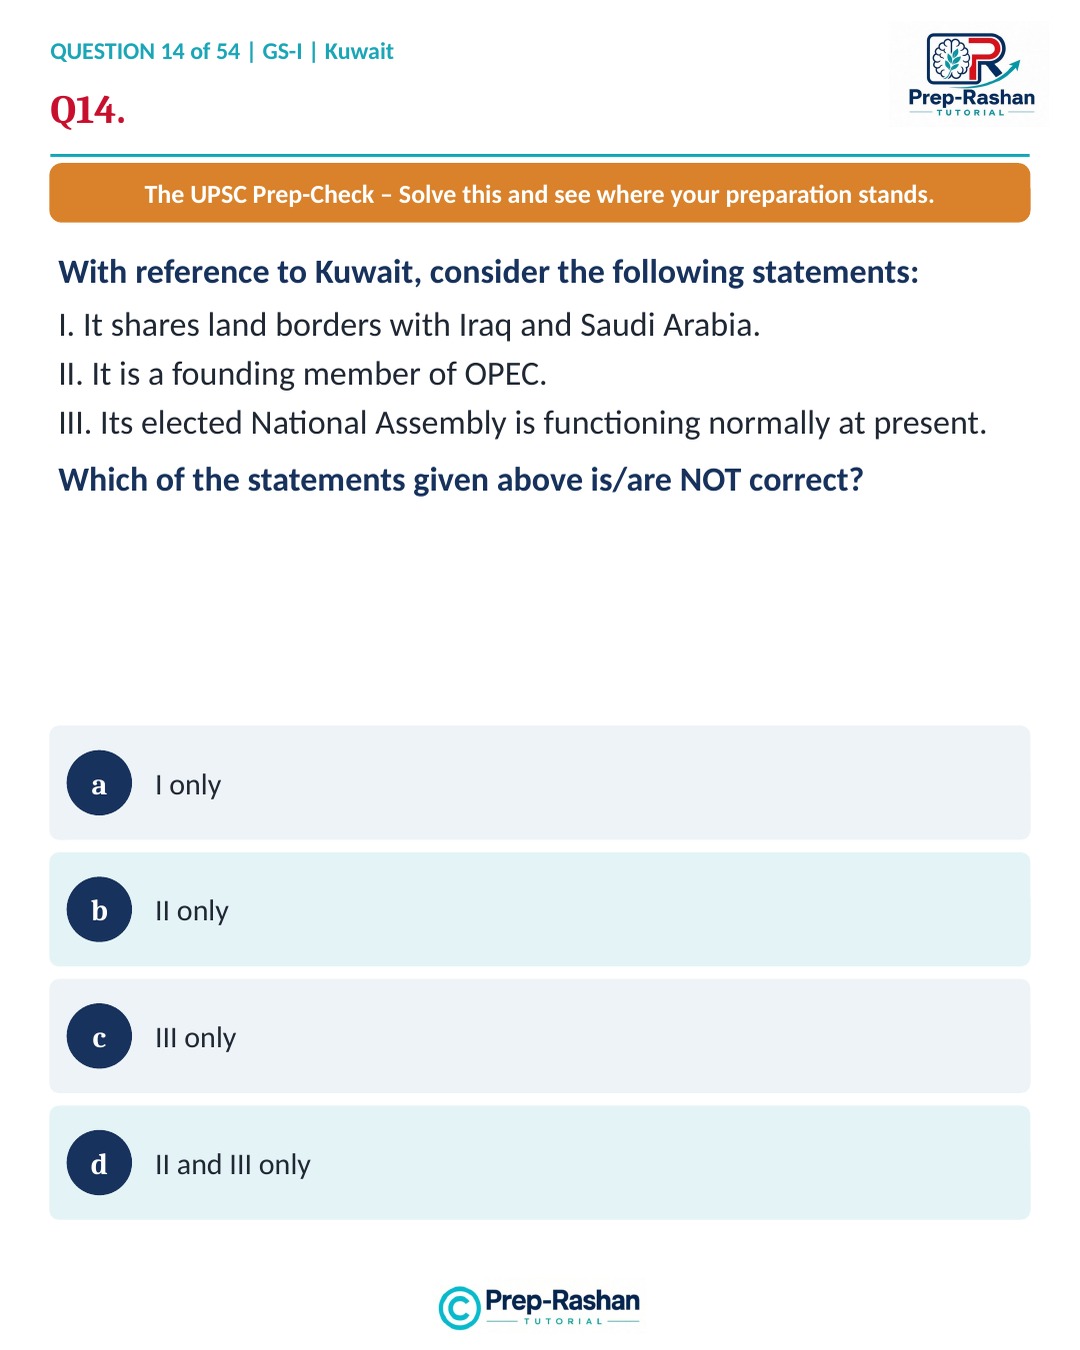 QUESTION 14 of 54 | GS-I | Kuwait
Q14.
R
Prep-Rashan
TUTORIAL
The UPSC Prep-Check – Solve this and see where your preparation stands.
With reference to Kuwait, consider the following statements:
I. It shares land borders with Iraq and Saudi Arabia.
II. It is a founding member of OPEC.
III. Its elected National Assembly is functioning normally at present.
Which of the statements given above is/are NOT correct?
a I only
b II only
c III only
d II and III only
© Prep-Rashan
TUTORIAL